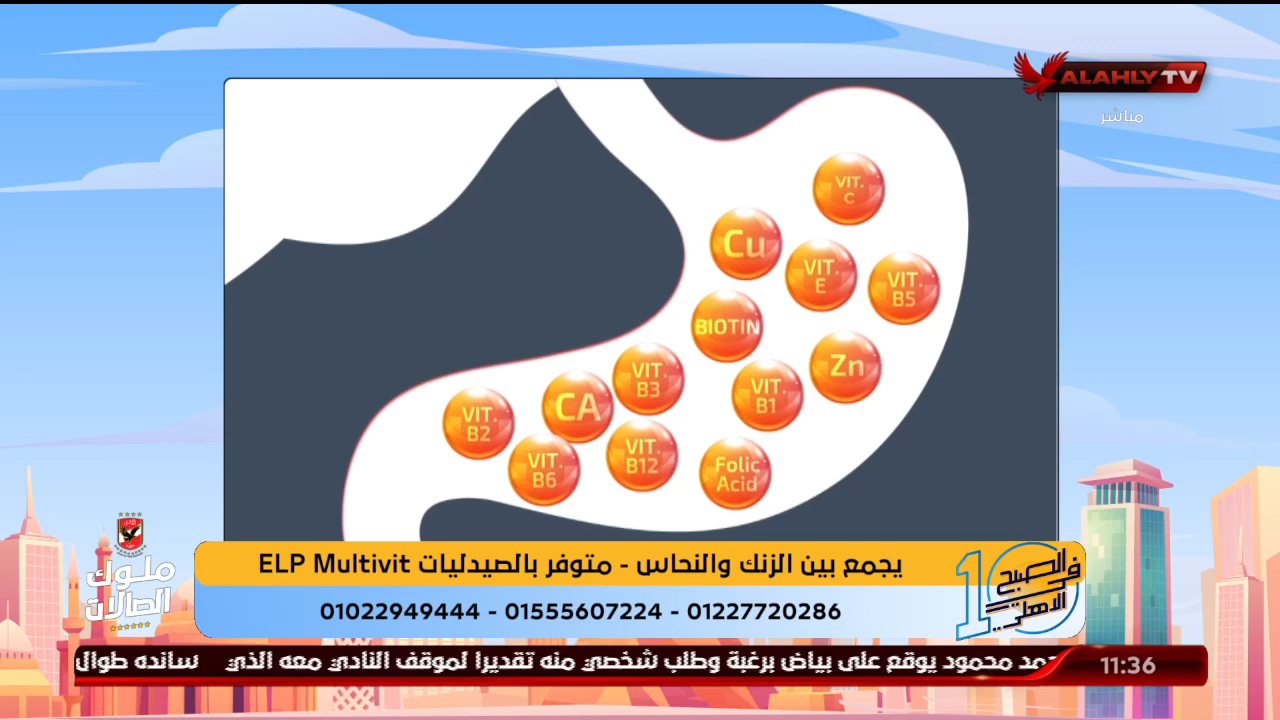 ALAHLY TV
مباشر
VIT. C
Cu
VIT. E
VIT. B5
BIOTIN
Zn
VIT. B3
VIT. B1
CA
VIT. B2
VIT. B12
VIT. B6
Folic Acid
يجمع بين الزنك والنحاس - متوفر بالصيدليات ELP Multivit
01022949444 - 01555607224 - 01227720286
10 الصبح في الأهلي
ملوك الصالات
مد محمود يوقع على بياض برغبة وطلب شخصي منه تقديرا لموقف النادي معه الذي سانده طوال
11:36